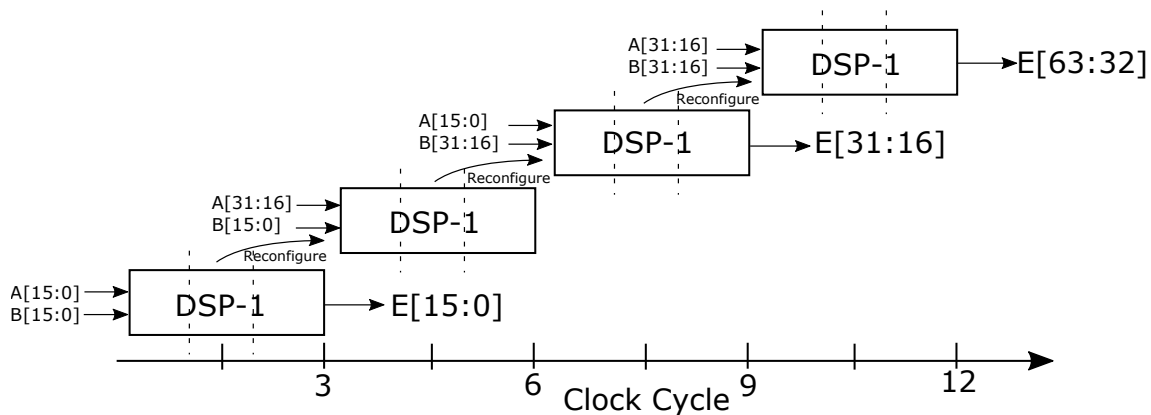 A[31:16]
B[31:16]
DSP-1
E[63:32]
Reconfigure
A[15:0]
B[31:16]
DSP-1
E[31:16]
Reconfigure
A[31:16]
B[15:0]
DSP-1
Reconfigure
A[15:0]
B[15:0]
DSP-1
E[15:0]
3
6
9
12
Clock Cycle